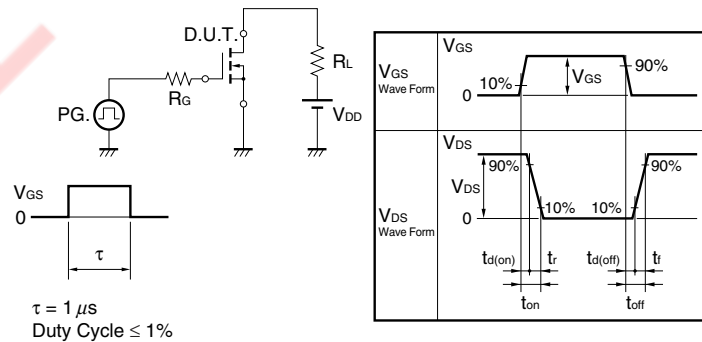 D.U.T.
RL
RG
PG.
VDD
VGS
0
τ
τ = 1 μs
Duty Cycle ≤ 1%
VGS
Wave Form
VGS
10%
0
VGS
90%
VDS
Wave Form
VDS
90%
VDS
0
10%
10%
90%
td(on)
tr
td(off)
tf
ton
toff